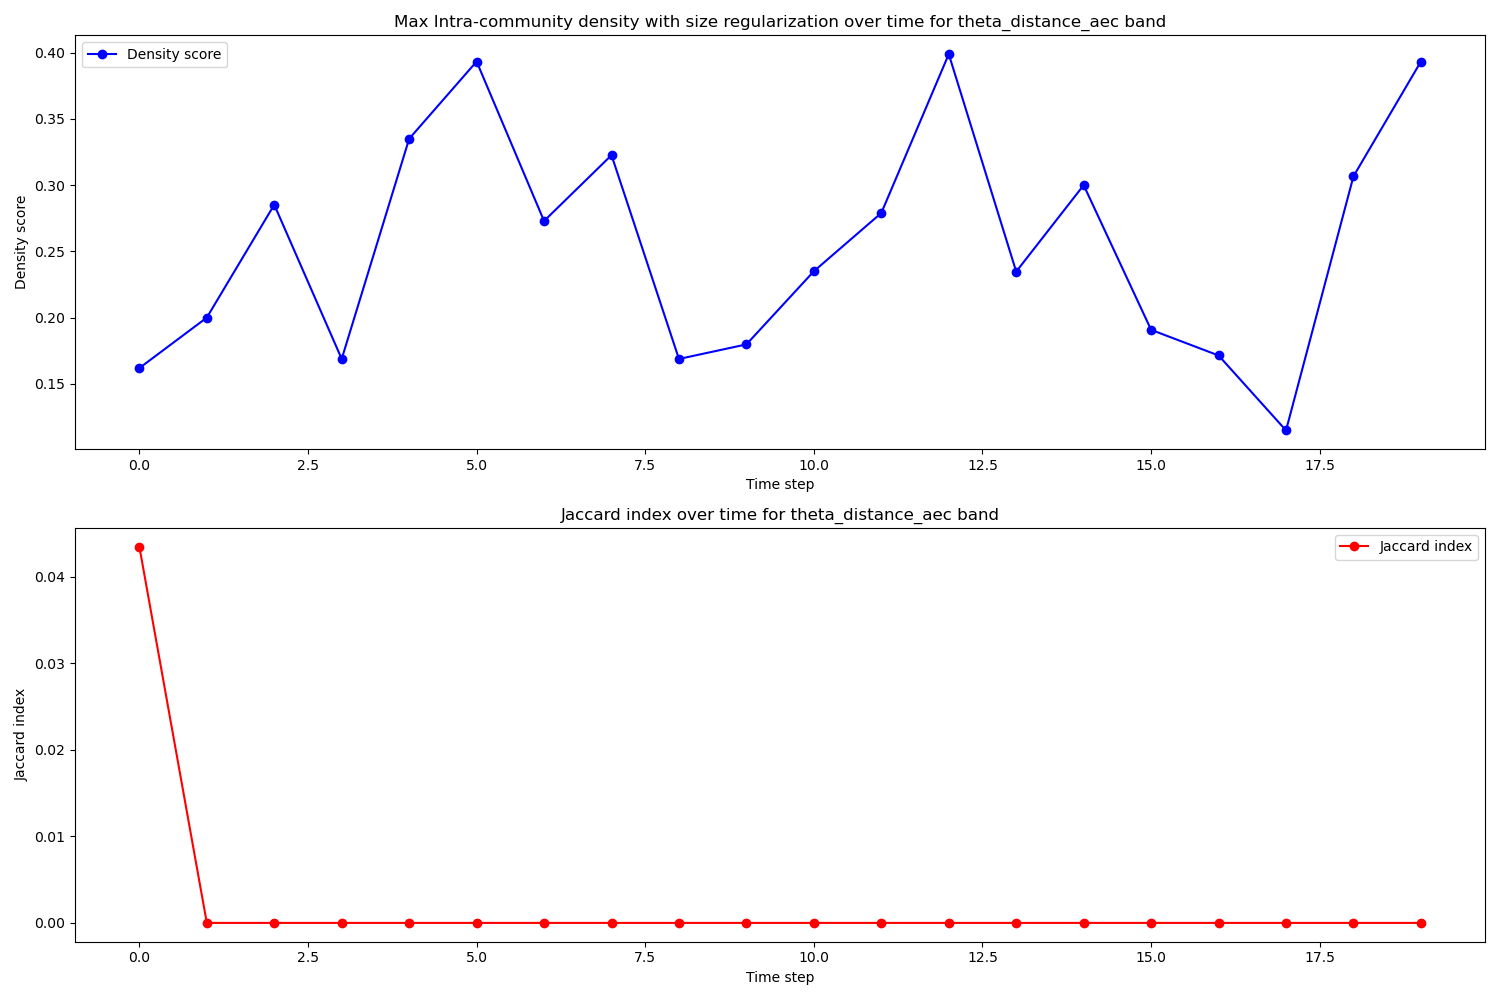 Max Intra-community density with size regularization over time for theta_distance_aec band
Density score
0.40
0.35
0.30
0.25
0.20
0.15
Density score
0.0 2.5 5.0 7.5 10.0 12.5 15.0 17.5
Time step
Jaccard index over time for theta_distance_aec band
Jaccard index
0.04
0.03
0.02
0.01
0.00
Jaccard index
0.0 2.5 5.0 7.5 10.0 12.5 15.0 17.5
Time step